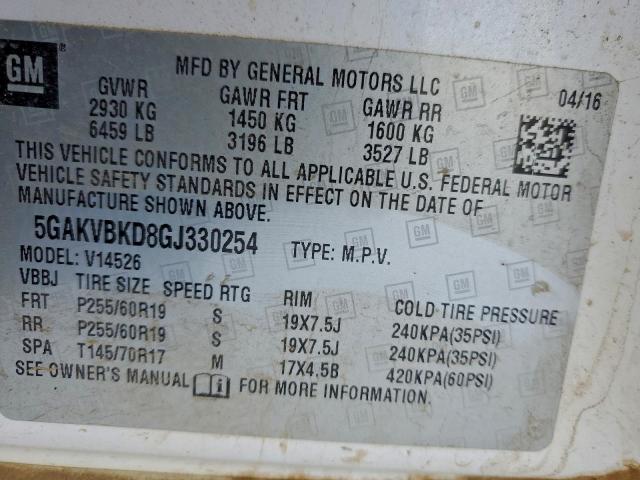 GM
MFD BY GENERAL MOTORS LLC
04/16
GVWR GAWR FRT GAWR RR
2930 KG 1450 KG 1600 KG
6459 LB 3196 LB 3527 LB
THIS VEHICLE CONFORMS TO ALL APPLICABLE U.S. FEDERAL MOTOR
VEHICLE SAFETY STANDARDS IN EFFECT ON THE DATE OF
MANUFACTURE SHOWN ABOVE.
5GAKVBKD8GJ330254 TYPE: M.P.V.
MODEL: V14526
VBBJ TIRE SIZE SPEED RTG RIM COLD TIRE PRESSURE
FRT P255/60R19 S 19X7.5J 240KPA(35PSI)
RR P255/60R19 S 19X7.5J 240KPA(35PSI)
SPA T145/70R17 M 17X4.5B 420KPA(60PSI)
SEE OWNER'S MANUAL i FOR MORE INFORMATION.